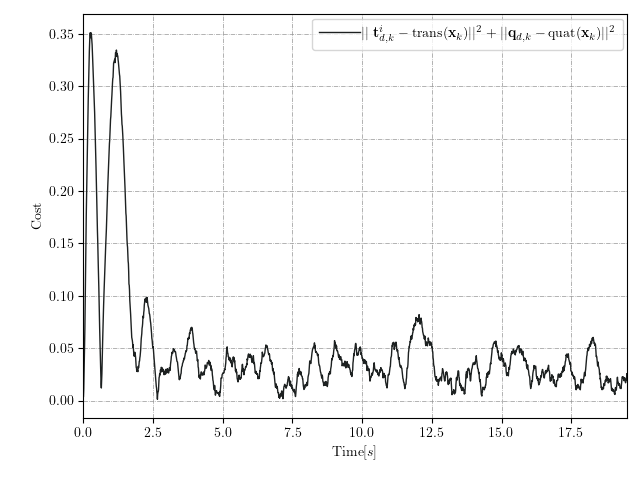 || t^i_{d,k} − trans(x_k)||^2 + ||q_{d,k} − quat(x_k)||^2
0.35
0.30
0.25
0.20
0.15
0.10
0.05
0.00
Cost
0.0 2.5 5.0 7.5 10.0 12.5 15.0 17.5
Time[s]